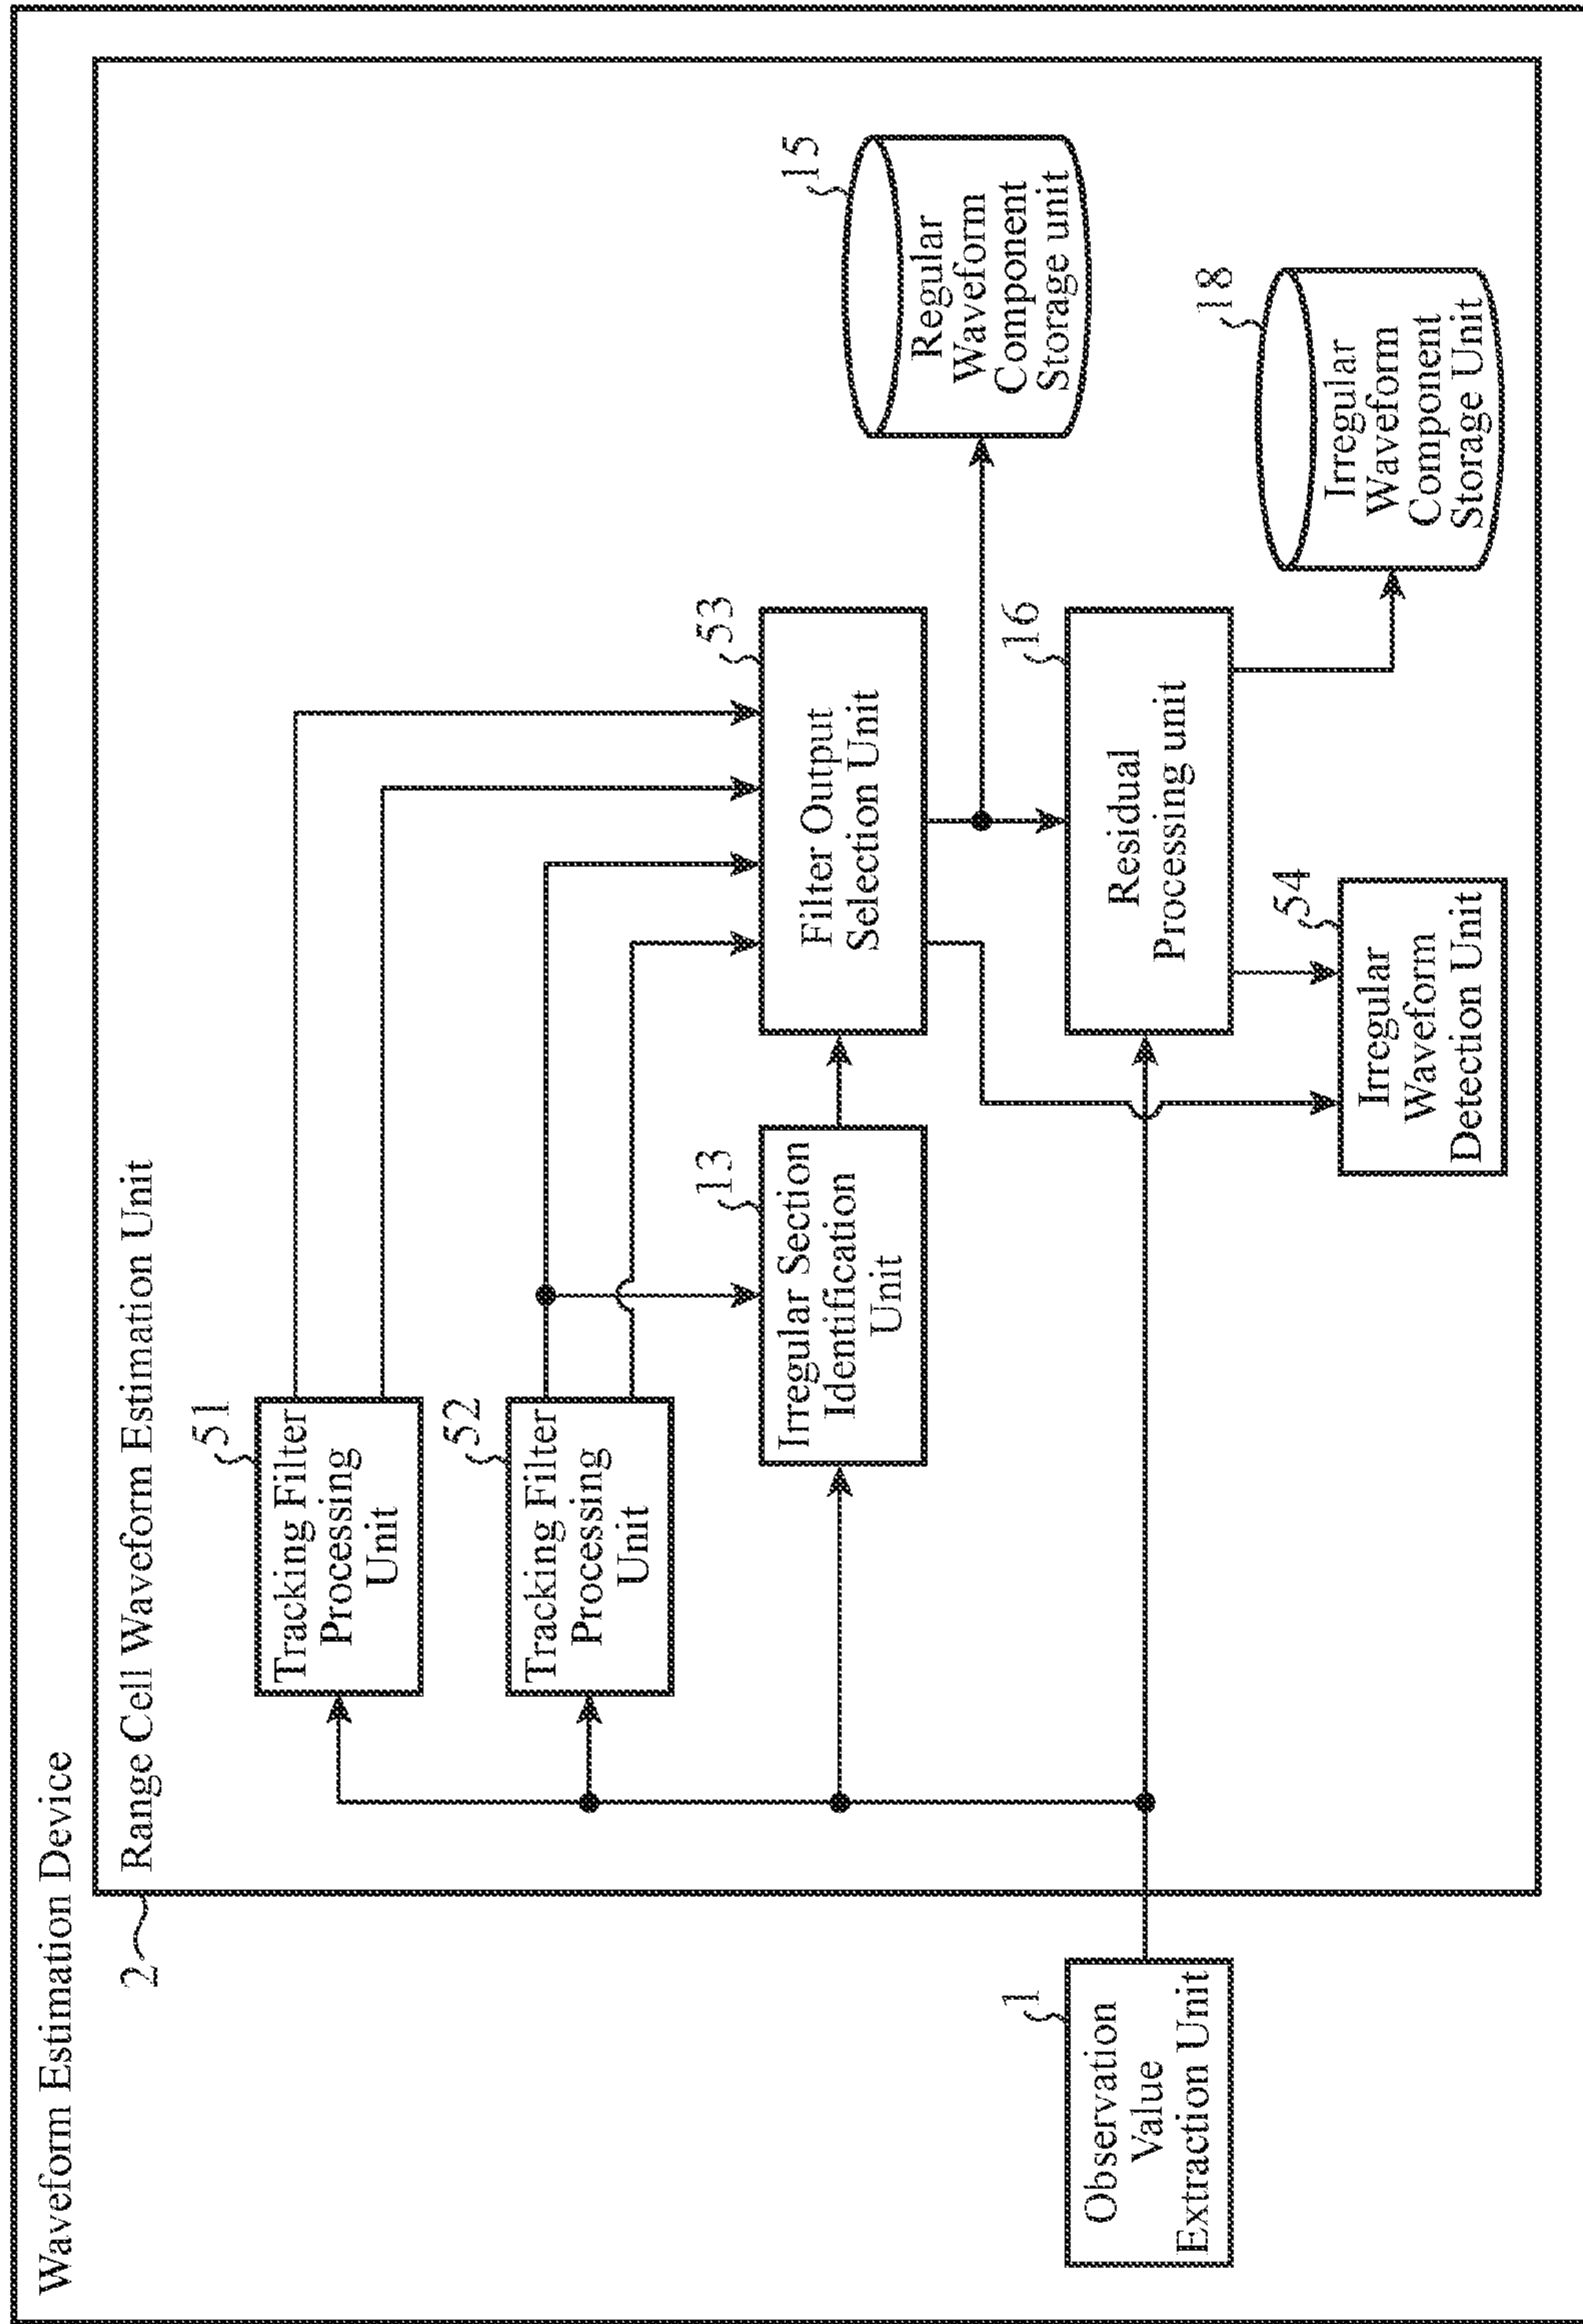 Waveform Estimation Device
2
Range Cell Waveform Estimation Unit
51
Tracking Filter
Processing
Unit
52
Tracking Filter
Processing
Unit
13
Irregular Section
Identification
Unit
53
Filter Output
Selection Unit
15
Regular
Waveform
Component
Storage unit
1
Observation
Value
Extraction Unit
16
Residual
Processing unit
18
Irregular
Waveform
Component
Storage Unit
54
Irregular
Waveform
Detection Unit